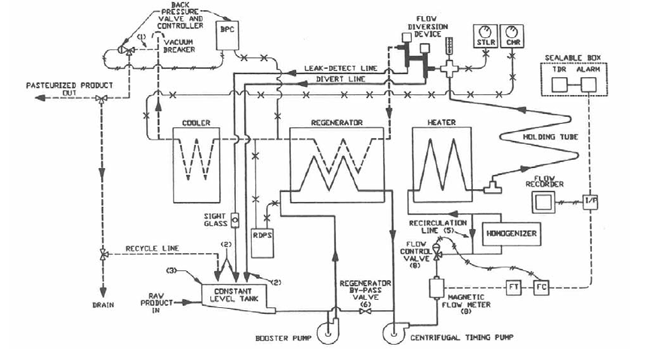 BACK
PRESSURE
VALVE AND
CONTROLLER
(1)
VACUUM
BREAKER
BPC
FLOW
DIVERSION
DEVICE
STLR
CHR
SEALABLE BOX
TDR ALARM
LEAK-DETECT LINE
DIVERT LINE
PASTEURIZED PRODUCT
OUT
COOLER
REGENERATOR
HEATER
HOLDING TUBE
FLOW
RECORDER
I/P
SIGHT
GLASS
RDPS
RECIRCULATION
LINE (5)
HOMOGENIZER
FLOW
CONTROL
VALVE
(8)
RECYCLE LINE
(2)
(3)
(2)
CONSTANT
LEVEL TANK
REGENERATOR
BY-PASS
VALVE
(6)
FT
FC
MAGNETIC
FLOW METER
(8)
DRAIN
RAW
PRODUCT
IN
BOOSTER PUMP
CENTRIFUGAL TIMING PUMP